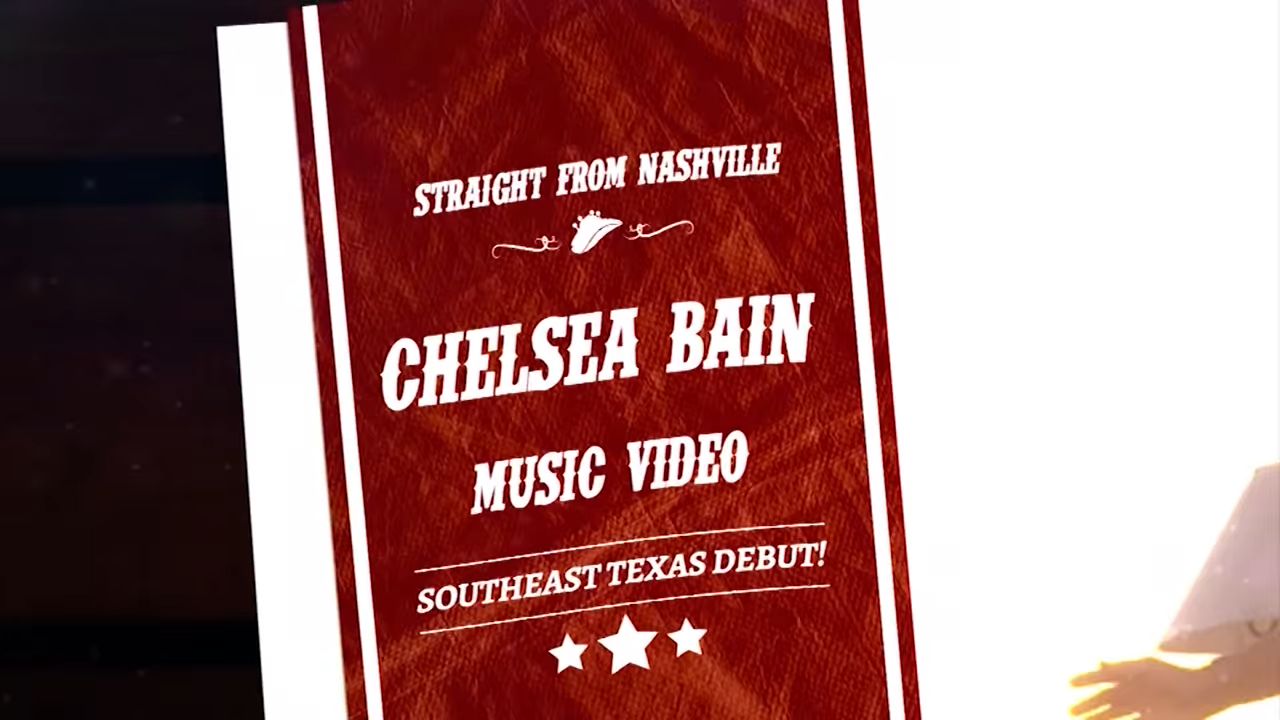 STRAIGHT FROM NASHVILLE
CHELSEA BAIN
MUSIC VIDEO
SOUTHEAST TEXAS DEBUT!